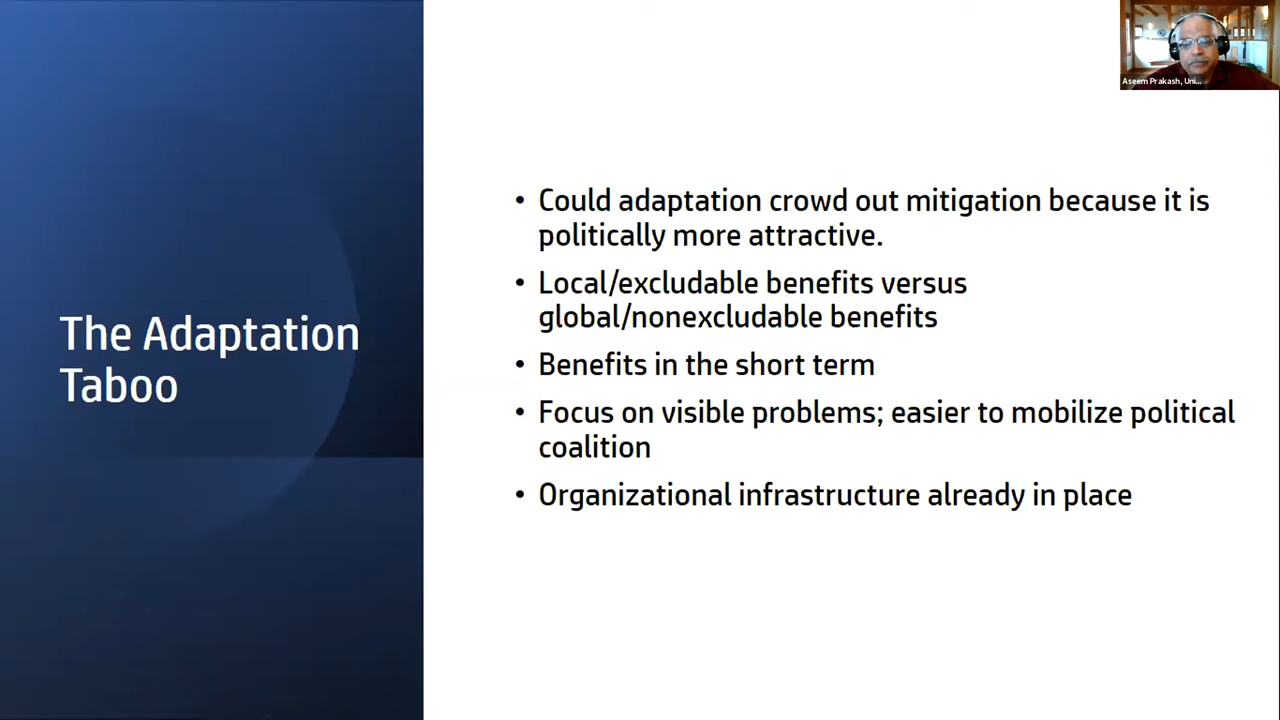 Aseem Prakash, Uni...
The Adaptation
Taboo
• Could adaptation crowd out mitigation because it is
politically more attractive.
• Local/excludable benefits versus
global/nonexcludable benefits
• Benefits in the short term
• Focus on visible problems; easier to mobilize political
coalition
• Organizational infrastructure already in place